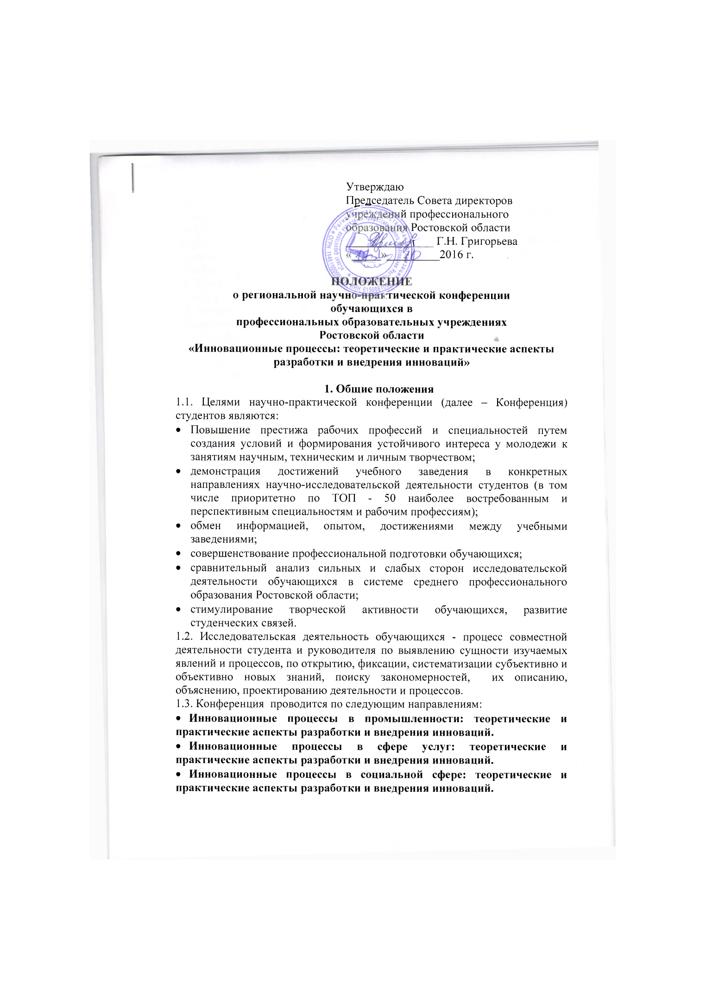 Утверждаю
Председатель Совета директоров
учреждений профессионального
образования Ростовской области
______________ Г.Н. Григорьева
«_____»_________2016 г.
ПОЛОЖЕНИЕ
о региональной научно-практической конференции
обучающихся в
профессиональных образовательных учреждениях
Ростовской области
«Инновационные процессы: теоретические и практические аспекты
разработки и внедрения инноваций»
1. Общие положения
1.1. Целями научно-практической конференции (далее – Конференция)
студентов являются:
• Повышение престижа рабочих профессий и специальностей путем
создания условий и формирования устойчивого интереса у молодежи к
занятиям научным, техническим и личным творчеством;
• демонстрация достижений учебного заведения в конкретных
направлениях научно-исследовательской деятельности студентов (в том
числе приоритетно по ТОП - 50 наиболее востребованным и
перспективным специальностям и рабочим профессиям);
• обмен информацией, опытом, достижениями между учебными
заведениями;
• совершенствование профессиональной подготовки обучающихся;
• сравнительный анализ сильных и слабых сторон исследовательской
деятельности обучающихся в системе среднего профессионального
образования Ростовской области;
• стимулирование творческой активности обучающихся, развитие
студенческих связей.
1.2. Исследовательская деятельность обучающихся - процесс совместной
деятельности студента и руководителя по выявлению сущности изучаемых
явлений и процессов, по открытию, фиксации, систематизации субъективно и
объективно новых знаний, поиску закономерностей, их описанию,
объяснению, проектированию деятельности и процессов.
1.3. Конференция проводится по следующим направлениям:
• Инновационные процессы в промышленности: теоретические и
практические аспекты разработки и внедрения инноваций.
• Инновационные процессы в сфере услуг: теоретические и
практические аспекты разработки и внедрения инноваций.
• Инновационные процессы в социальной сфере: теоретические и
практические аспекты разработки и внедрения инноваций.